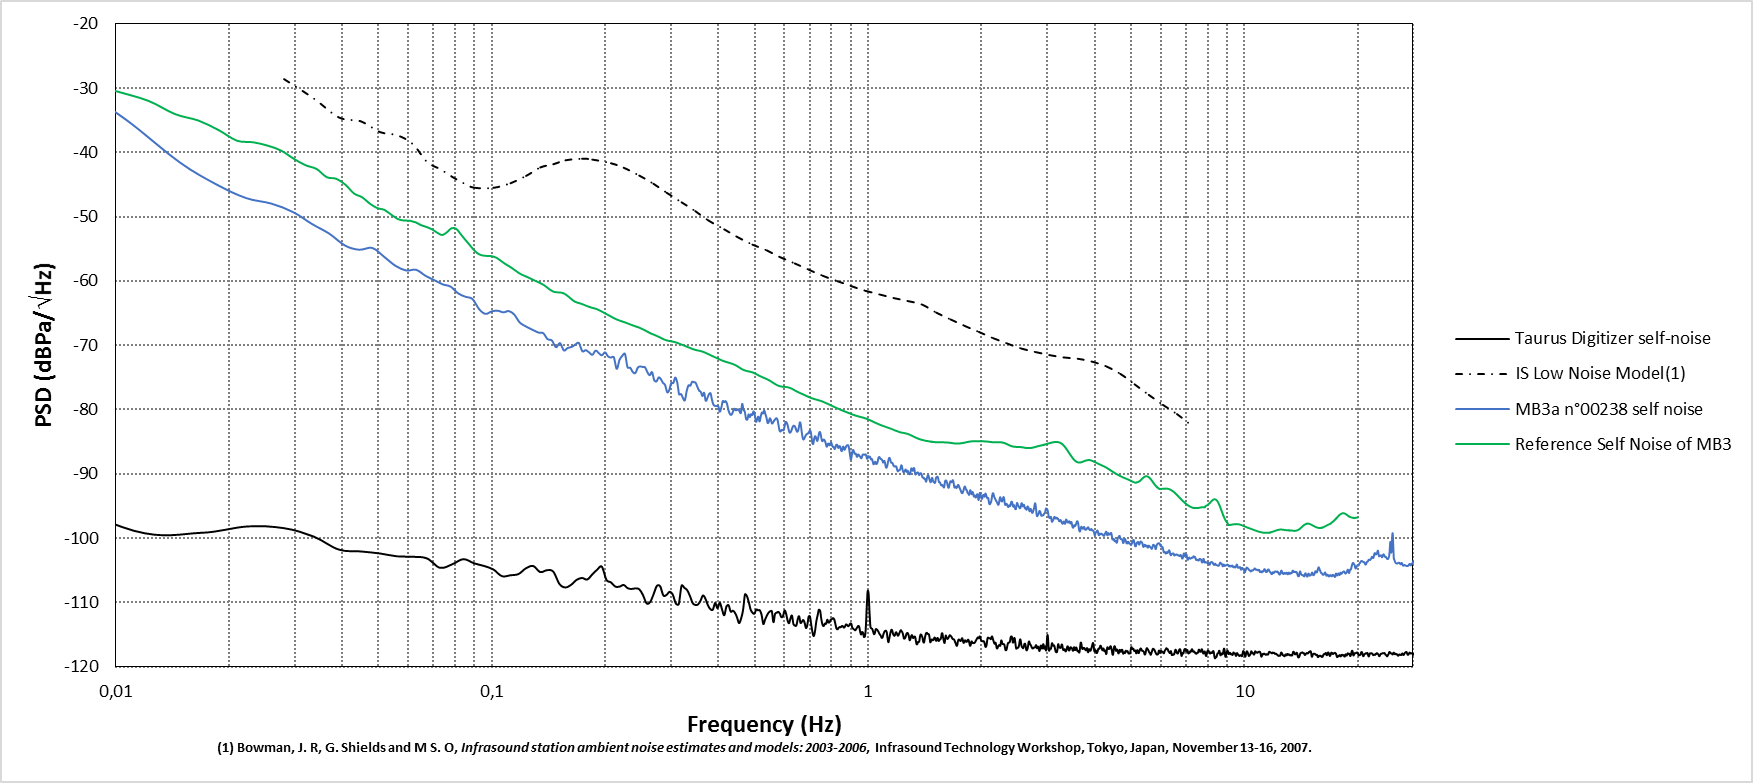 -20
-30
-40
-50
-60
-70
-80
-90
-100
-110
-120
PSD (dBPa/√Hz)
0,01 0,1 1 10
Frequency (Hz)
Taurus Digitizer self-noise
IS Low Noise Model(1)
MB3a n°00238 self noise
Reference Self Noise of MB3
(1) Bowman, J. R, G. Shields and M S. O, Infrasound station ambient noise estimates and models: 2003-2006, Infrasound Technology Workshop, Tokyo, Japan, November 13-16, 2007.